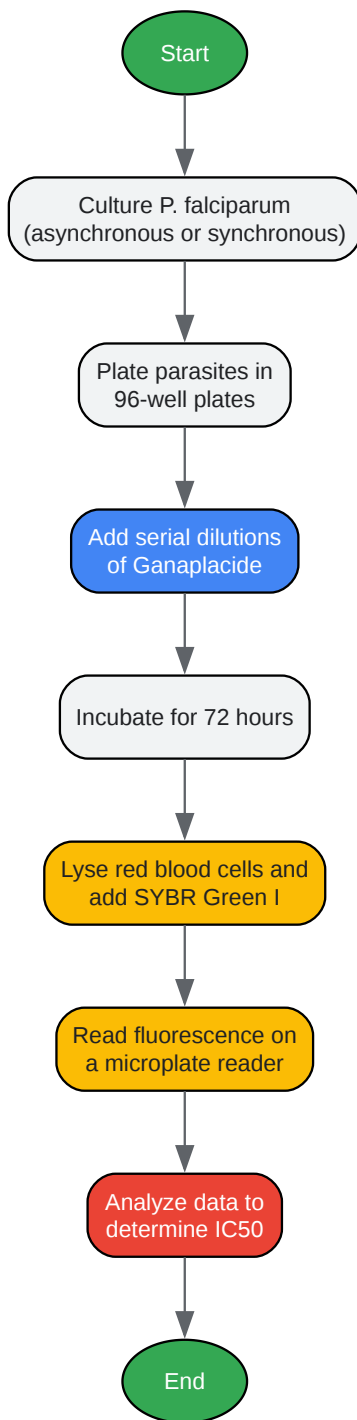 Start
Culture P. falciparum
(asynchronous or synchronous)
Plate parasites in
96-well plates
Add serial dilutions
of Ganaplacide
Incubate for 72 hours
Lyse red blood cells and
add SYBR Green I
Read fluorescence on
a microplate reader
Analyze data to
determine IC50
End